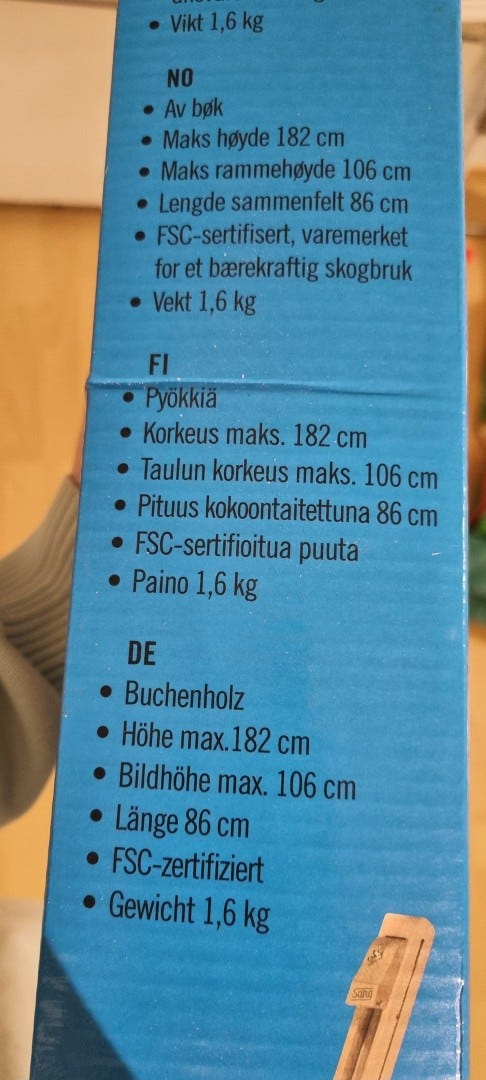 • Vikt 1,6 kg
NO
• Av bøk
• Maks høyde 182 cm
• Maks rammehøyde 106 cm
• Lengde sammenfelt 86 cm
• FSC-sertifisert, varemerket
for et bærekraftig skogbruk
• Vekt 1,6 kg
FI
• Pyökkiä
• Korkeus maks. 182 cm
• Taulun korkeus maks. 106 cm
• Pituus kokoontaitettuna 86 cm
• FSC-sertifioitua puuta
• Paino 1,6 kg
DE
• Buchenholz
• Höhe max.182 cm
• Bildhöhe max. 106 cm
• Länge 86 cm
• FSC-zertifiziert
• Gewicht 1,6 kg